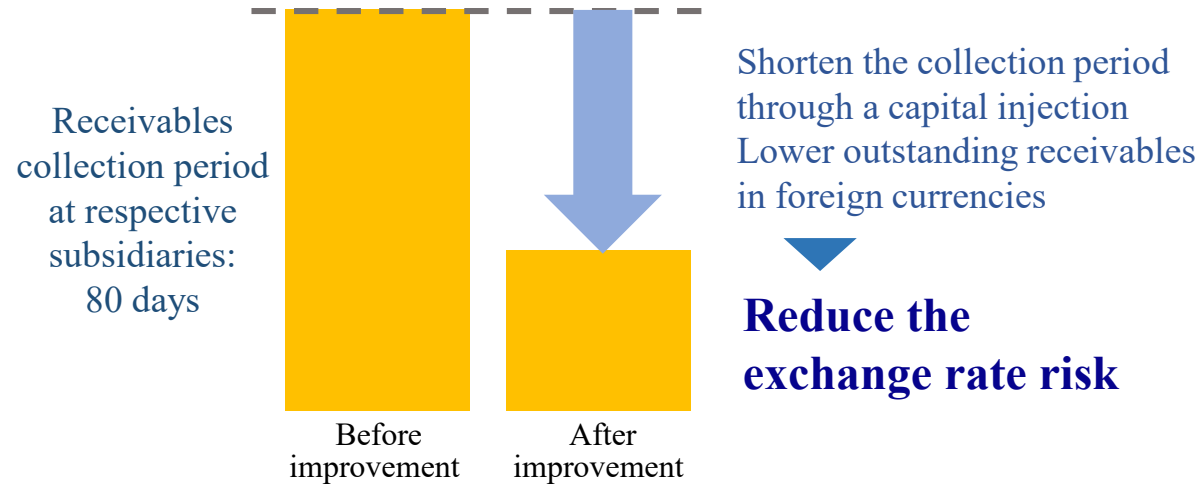 Receivables
collection period
at respective
subsidiaries:
80 days
Before
improvement
After
improvement
Shorten the collection period
through a capital injection
Lower outstanding receivables
in foreign currencies
Reduce the
exchange rate risk